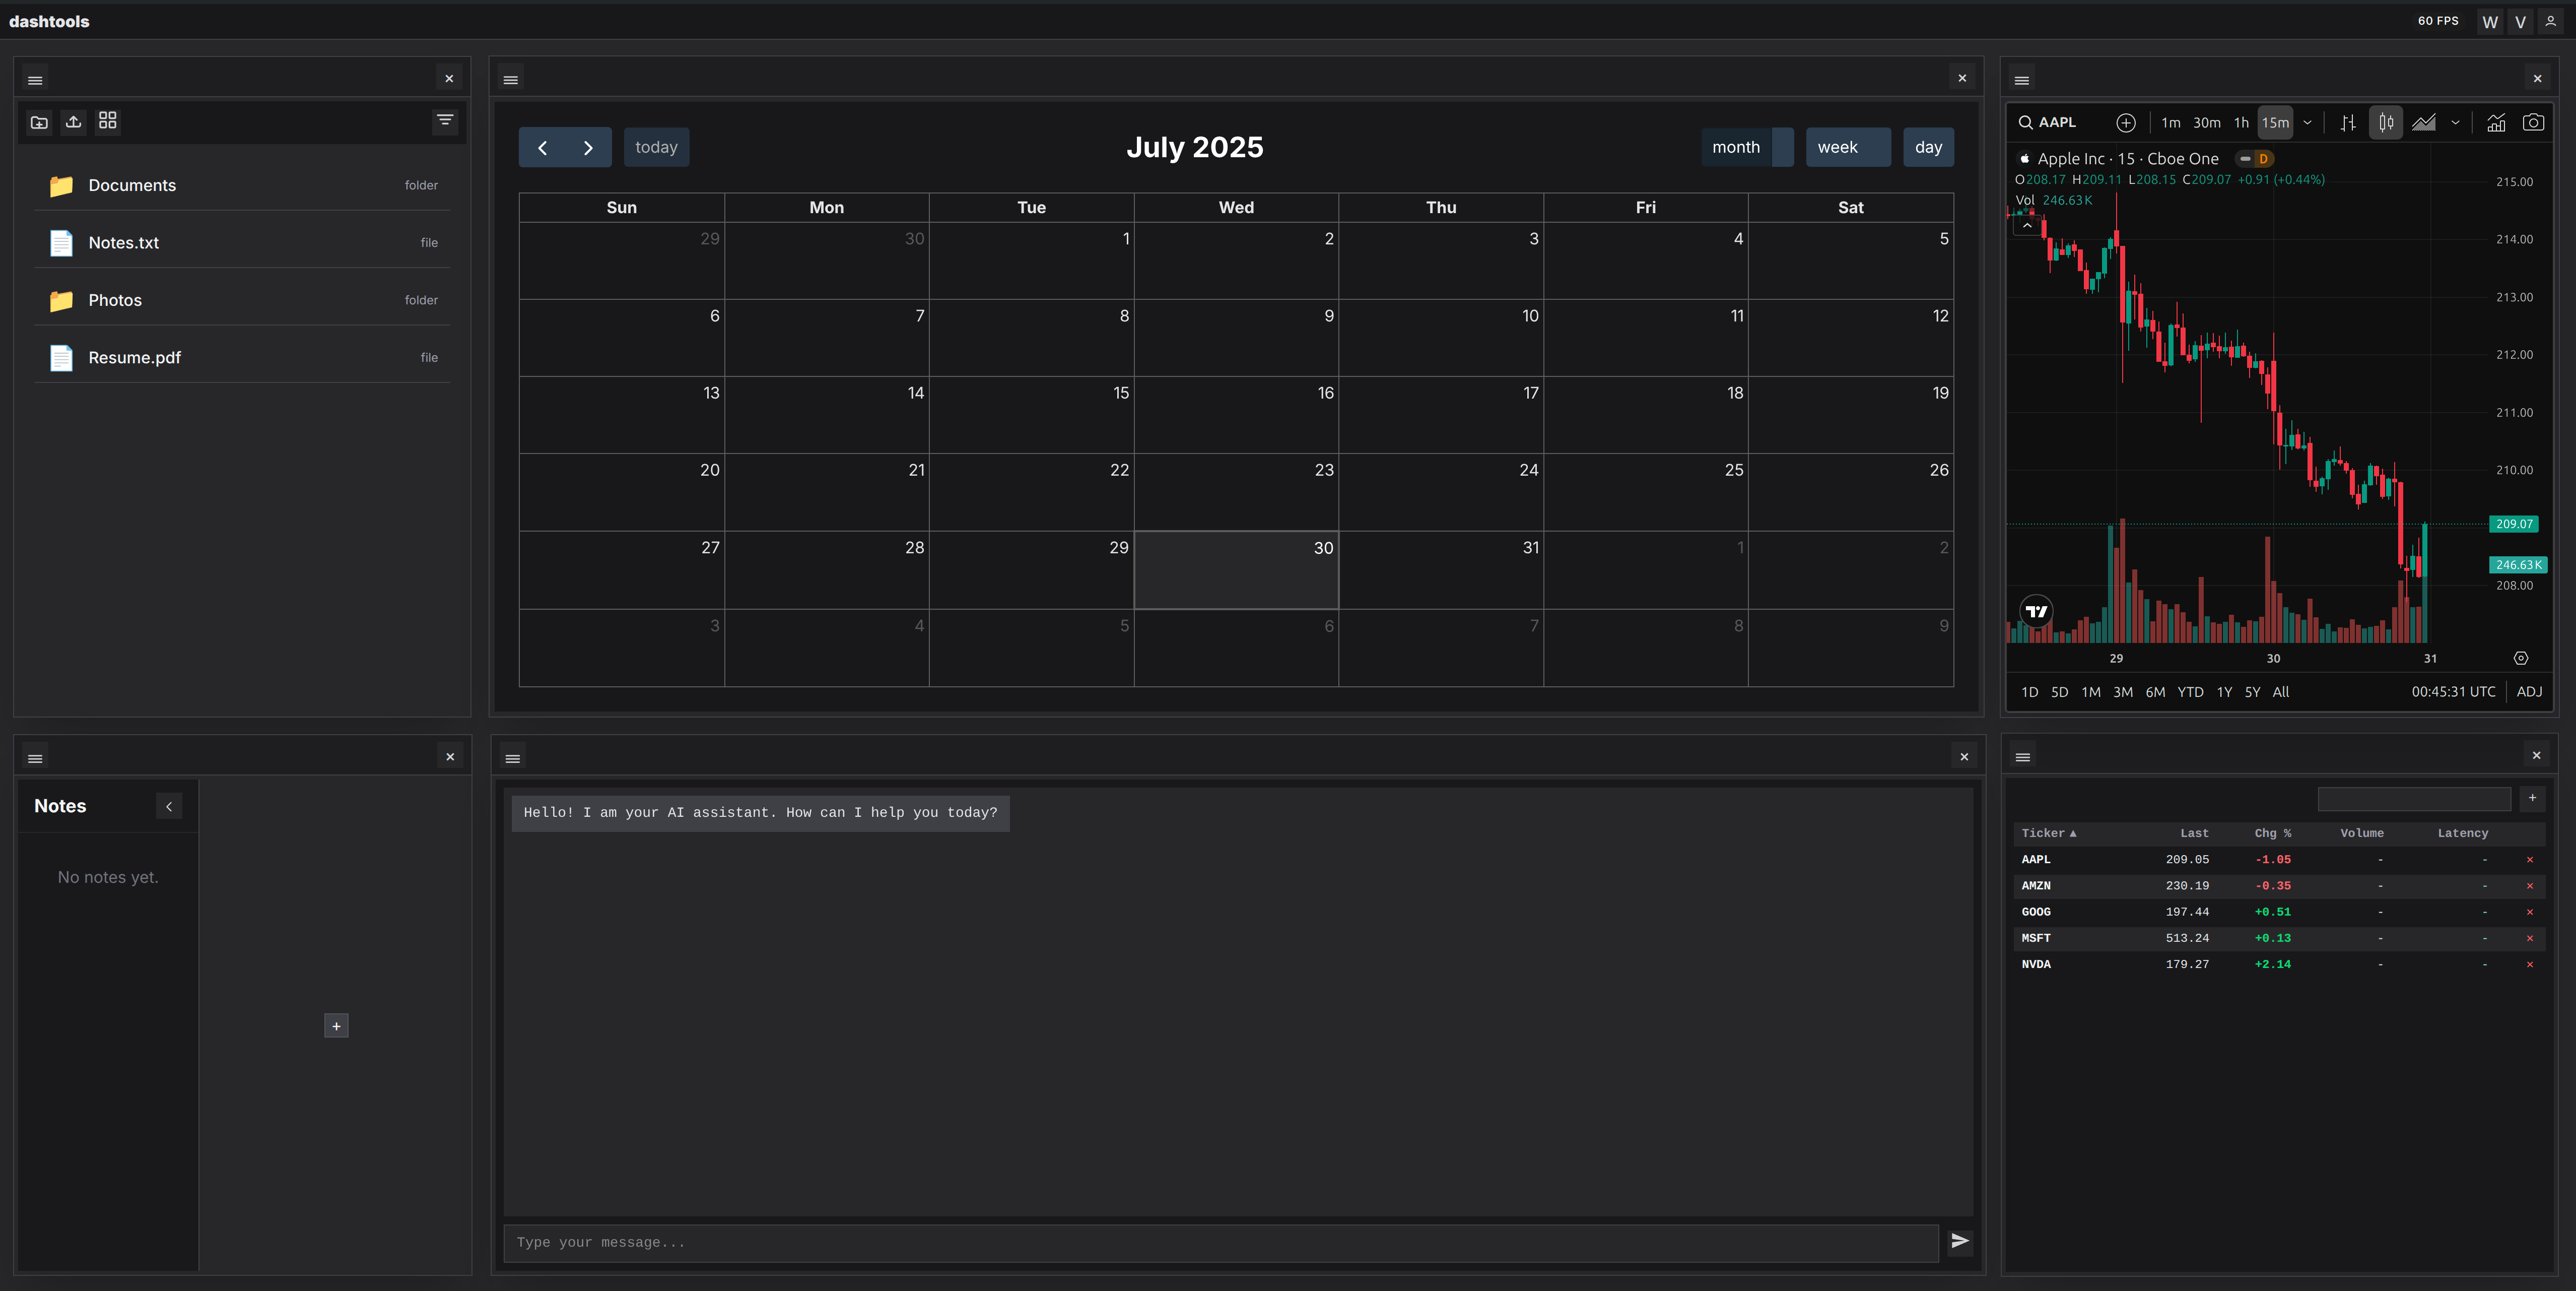 dashtools
60 FPS W V
Documents folder
Notes.txt file
Photos folder
Resume.pdf file
today
July 2025
month week day
Sun Mon Tue Wed Thu Fri Sat
29 30 1 2 3 4 5
6 7 8 9 10 11 12
13 14 15 16 17 18 19
20 21 22 23 24 25 26
27 28 29 30 31 1 2
3 4 5 6 7 8 9
AAPL 1m 30m 1h 15m
Apple Inc · 15 · Cboe One D
O208.17 H209.11 L208.15 C209.07 +0.91 (+0.44%)
Vol 246.63K
215.00
214.00
213.00
212.00
211.00
210.00
209.07
246.63K
208.00
29 30 31
1D 5D 1M 3M 6M YTD 1Y 5Y All 00:45:31 UTC ADJ
Notes
No notes yet.
+
Hello! I am your AI assistant. How can I help you today?
Type your message...
+
Ticker ▲ Last Chg % Volume Latency
AAPL 209.05 -1.05 - - ×
AMZN 230.19 -0.35 - - ×
GOOG 197.44 +0.51 - - ×
MSFT 513.24 +0.13 - - ×
NVDA 179.27 +2.14 - - ×